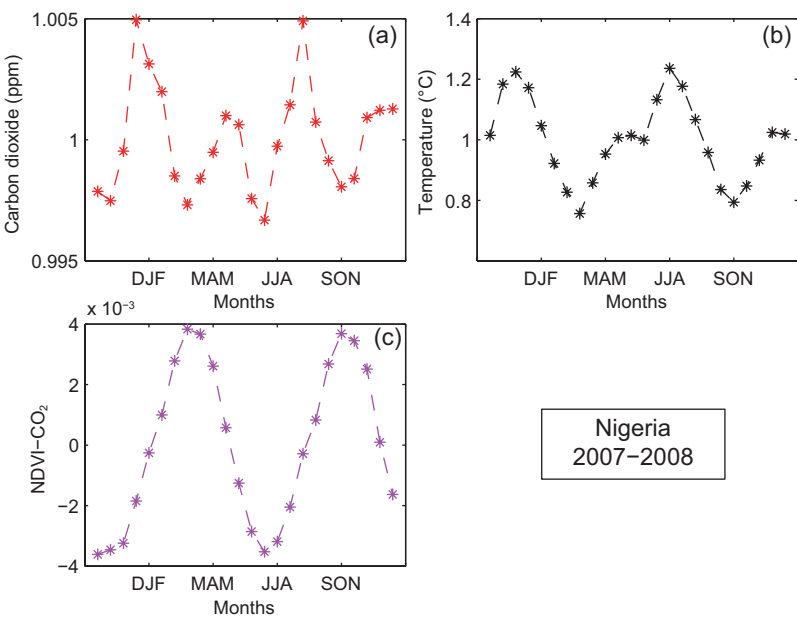 (a)
Carbon dioxide (ppm)
1.005
1
0.995
DJF MAM JJA SON
Months
(b)
Temperature (°C)
1.4
1.2
1
0.8
DJF MAM JJA SON
Months
x 10⁻³
(c)
NDVI−CO₂
4
2
0
−2
−4
DJF MAM JJA SON
Months
Nigeria
2007−2008